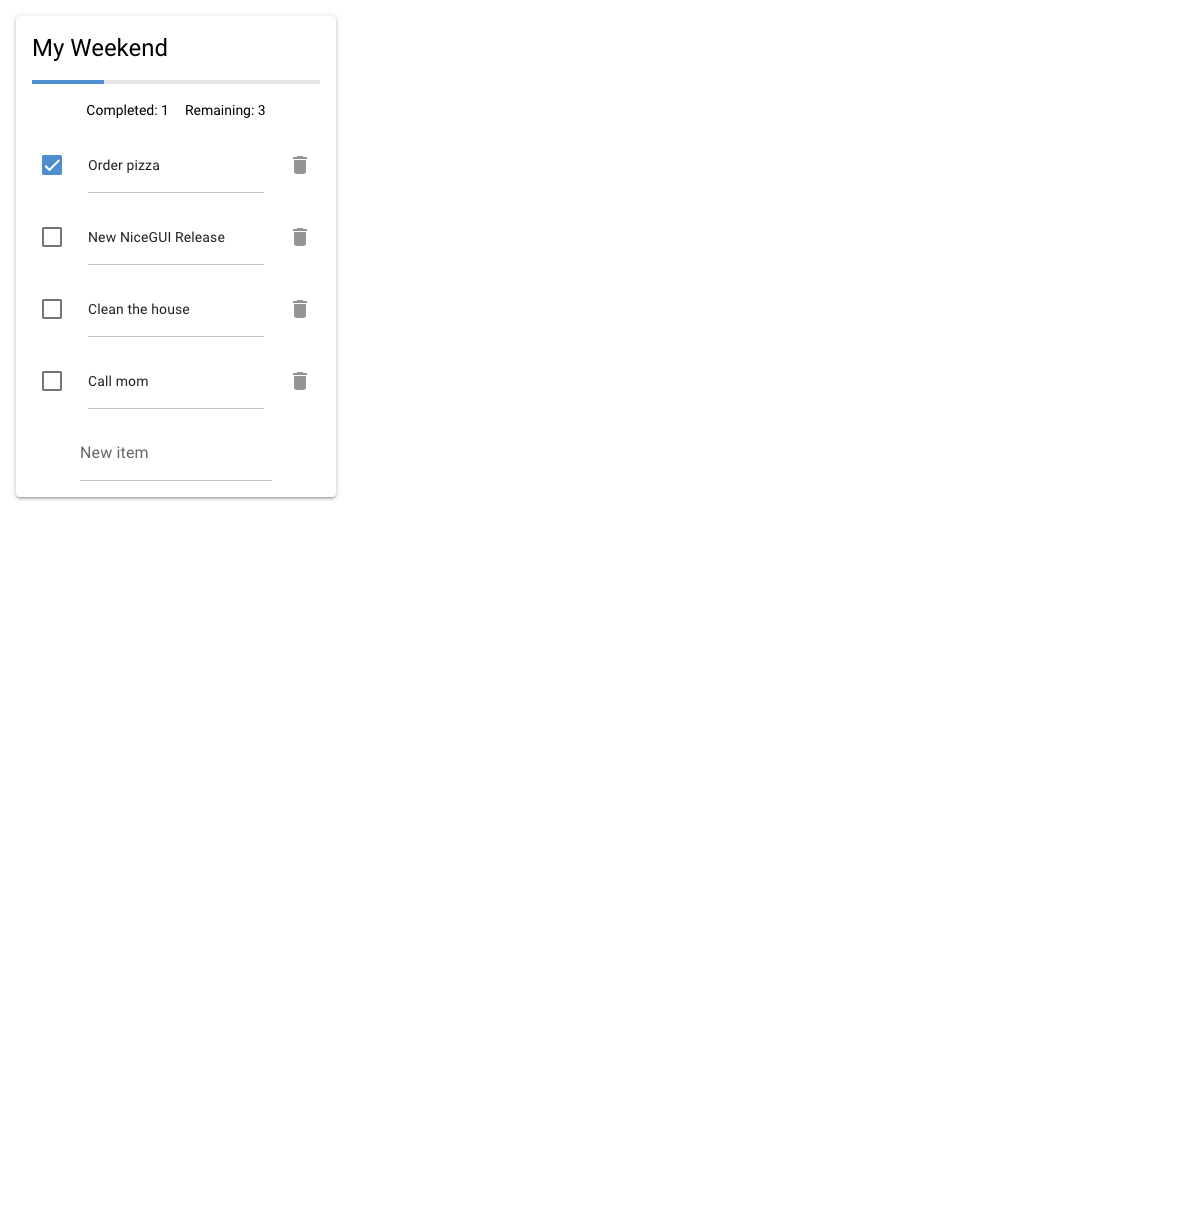 My Weekend
Completed: 1 Remaining: 3
Order pizza
New NiceGUI Release
Clean the house
Call mom
New item